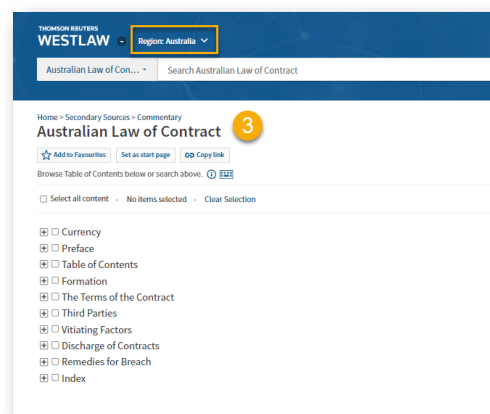 THOMSON REUTERS
WESTLAW
Region: Australia
Australian Law of Con...
Search Australian Law of Contract
Home > Secondary Sources > Commentary
Australian Law of Contract
3
Add to Favourites Set as start page Copy link
Browse Table of Contents below or search above.
Select all content - No items selected - Clear Selection
Currency
Preface
Table of Contents
Formation
The Terms of the Contract
Third Parties
Vitiating Factors
Discharge of Contracts
Remedies for Breach
Index